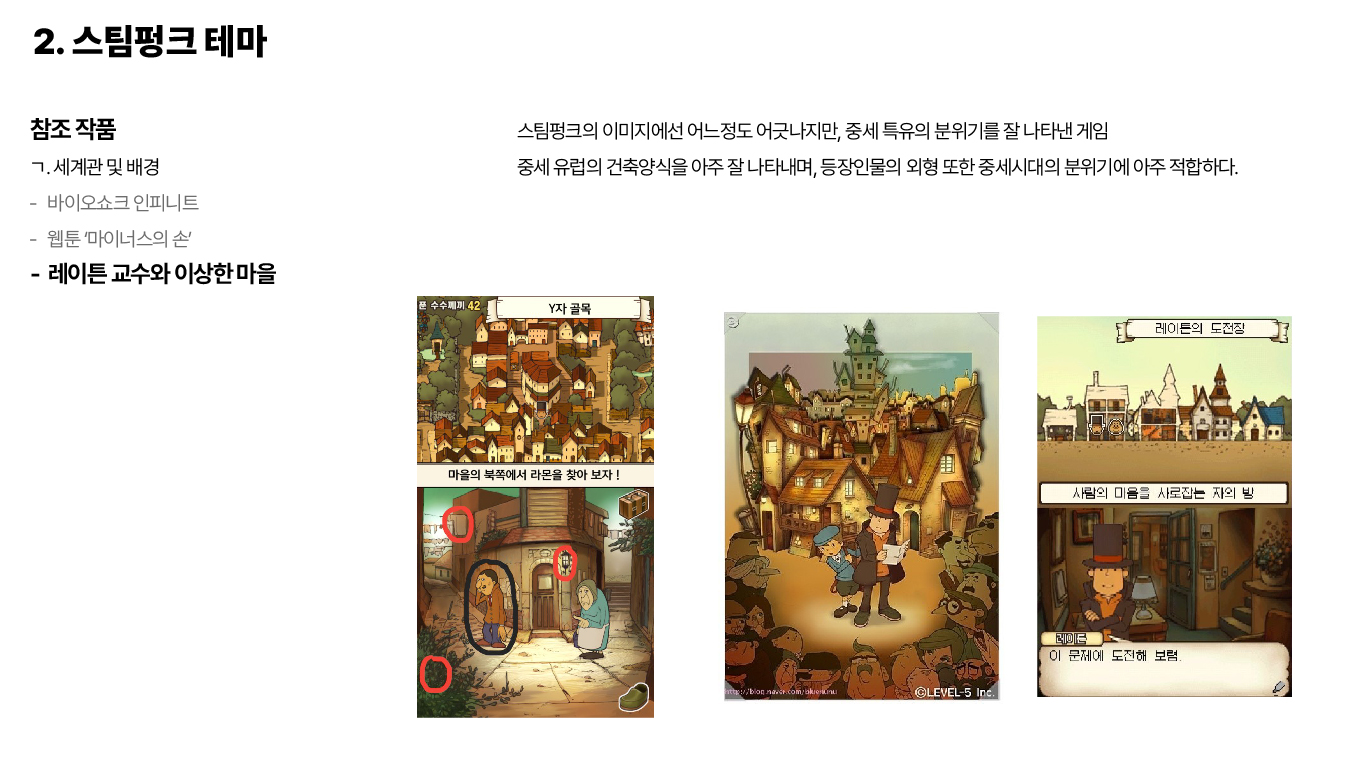 2. 스팀펑크 테마
참조 작품
ㄱ. 세계관 및 배경
- 바이오쇼크 인피니트
- 웹툰 ‘마이너스의 손’
- 레이튼 교수와 이상한 마을
스팀펑크의 이미지에선 어느정도 어긋나지만, 중세 특유의 분위기를 잘 나타낸 게임
중세 유럽의 건축양식을 아주 잘 나타내며, 등장인물의 외형 또한 중세시대의 분위기에 아주 적합하다.
푼 수수께끼 42
Y자 골목
마을의 북쪽에서 라몬을 찾아 보자 !
©LEVEL-5 Inc.
레이튼의 도전장
사람의 마음을 사로잡는 자의 방
레이튼
이 문제에 도전해 보렴.